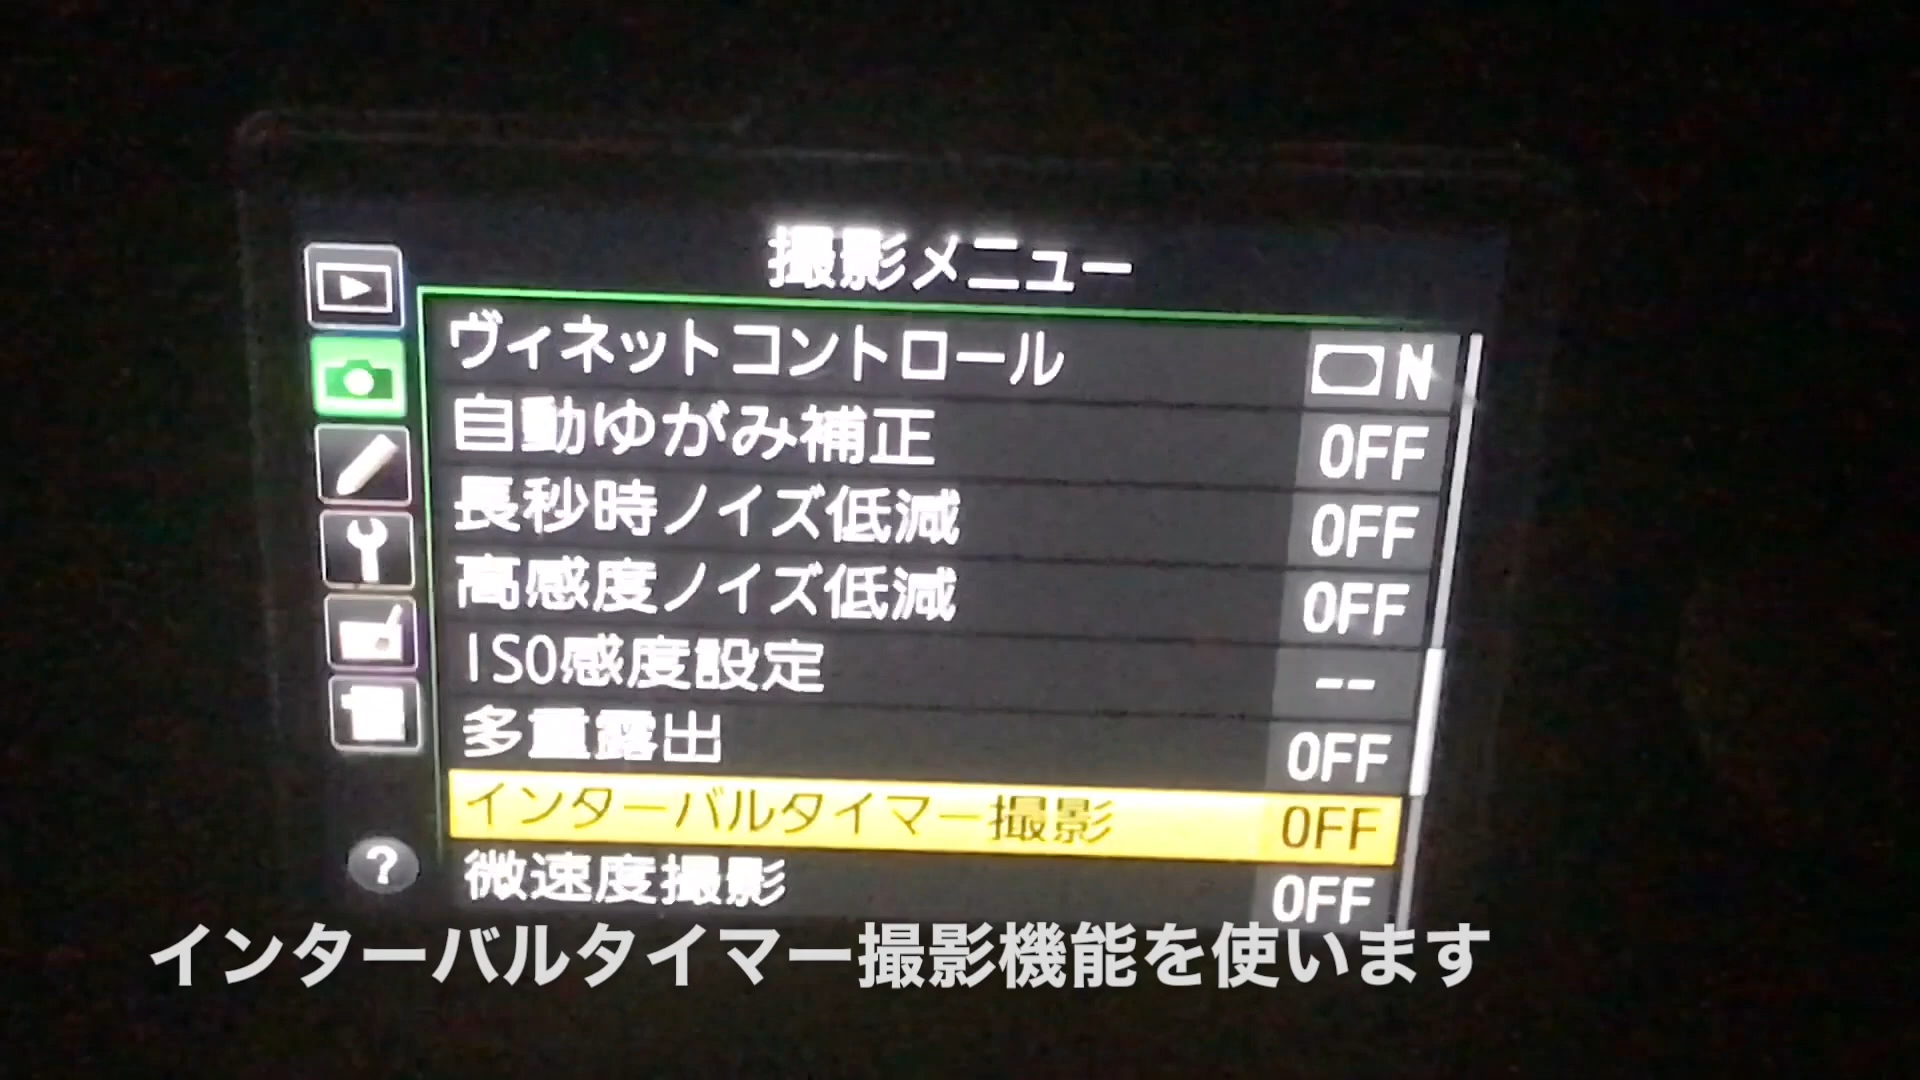 撮影メニュー
ヴィネットコントロール N
自動ゆがみ補正 OFF
長秒時ノイズ低減 OFF
高感度ノイズ低減 OFF
ISO感度設定 --
多重露出 OFF
インターバルタイマー撮影 OFF
微速度撮影 OFF
?
インターバルタイマー撮影機能を使います